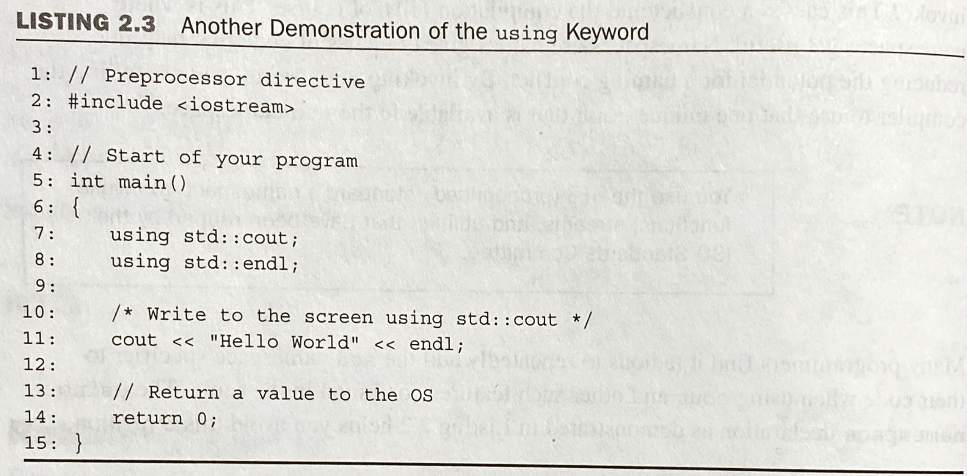 LISTING 2.3 Another Demonstration of the using Keyword
1: // Preprocessor directive
2: #include <iostream>
3:
4: // Start of your program
5: int main()
6: {
7:     using std::cout;
8:     using std::endl;
9:
10:     /* Write to the screen using std::cout */
11:     cout << "Hello World" << endl;
12:
13:     // Return a value to the OS
14:     return 0;
15: }